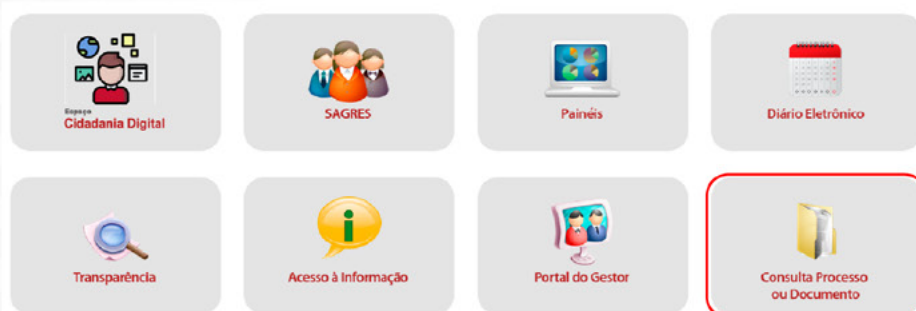 Espaço
Cidadania Digital
SAGRES
Painéis
Diário Eletrônico
Transparência
Acesso à Informação
Portal do Gestor
Consulta Processo
ou Documento